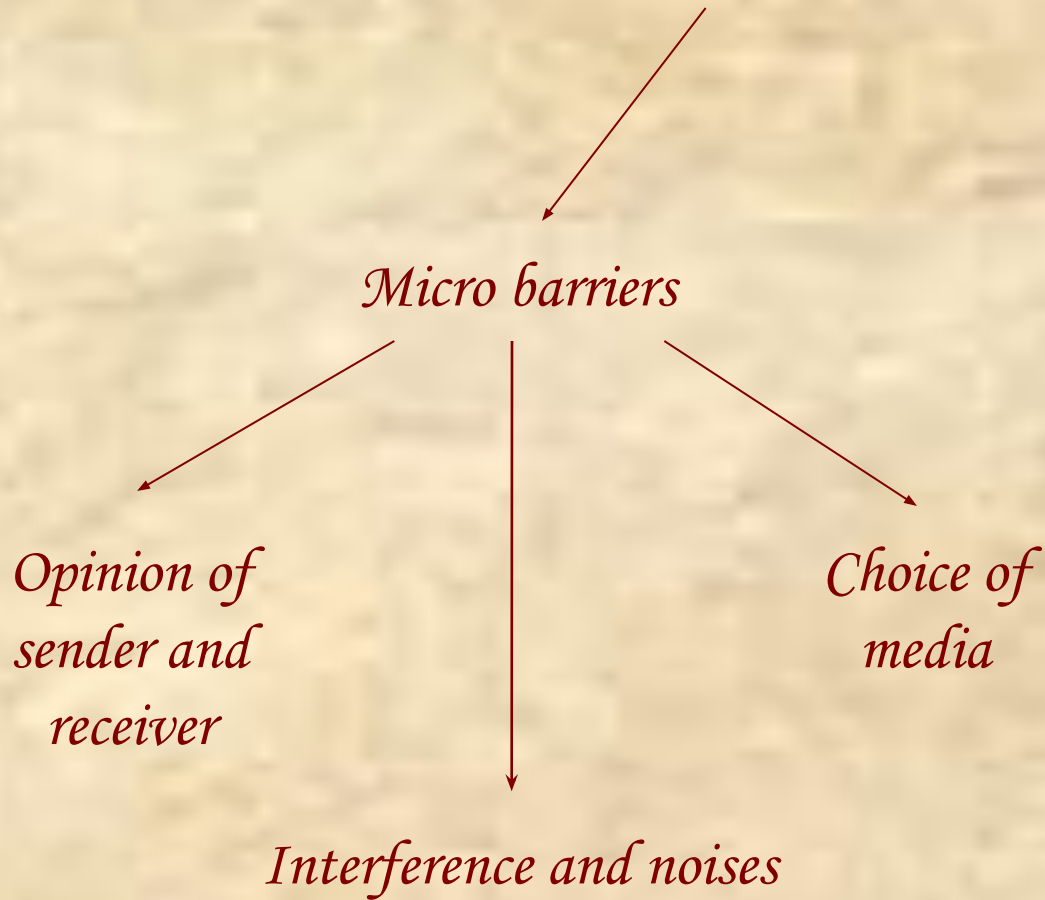 Micro barriers
Opinion of
sender and
receiver
Choice of
media
Interference and noises